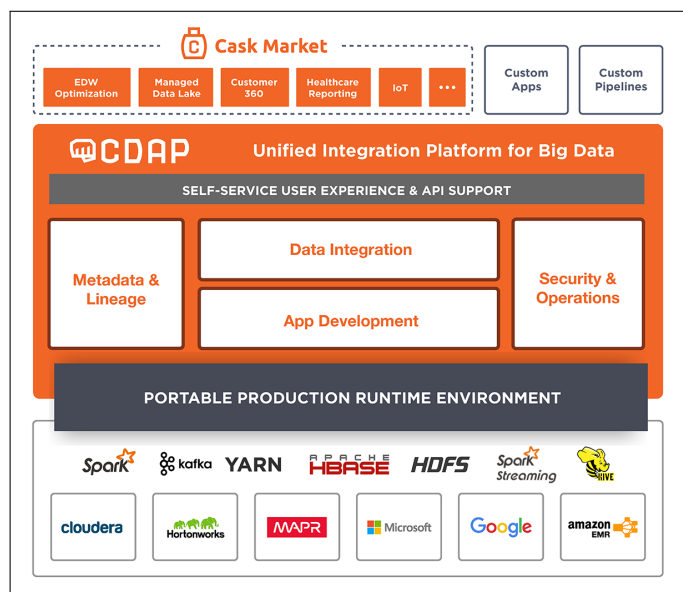 Cask Market
EDW
Optimization
Managed
Data Lake
Customer
360
Healthcare
Reporting
IoT
...
Custom
Apps
Custom
Pipelines
CDAP
Unified Integration Platform for Big Data
SELF-SERVICE USER EXPERIENCE & API SUPPORT
Metadata &
Lineage
Data Integration
App Development
Security &
Operations
PORTABLE PRODUCTION RUNTIME ENVIRONMENT
Spark
kafka
YARN
APACHE
HBASE
HDFS
Spark
Streaming
HIVE
cloudera
Hortonworks
MAPR
Microsoft
Google
amazon
EMR